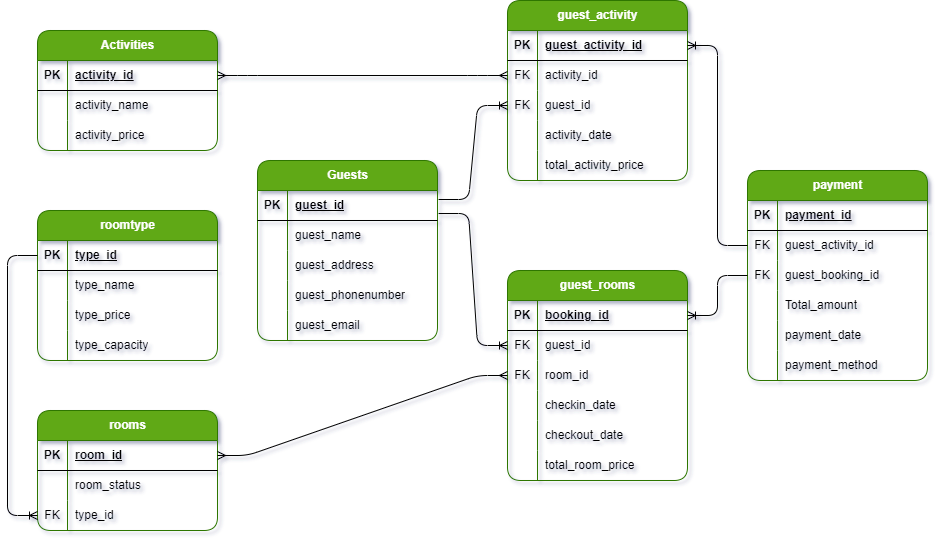 Activities
PK activity_id
activity_name
activity_price
guest_activity
PK guest_activity_id
FK activity_id
FK guest_id
activity_date
total_activity_price
Guests
PK guest_id
guest_name
guest_address
guest_phonenumber
guest_email
payment
PK payment_id
FK guest_activity_id
FK guest_booking_id
Total_amount
payment_date
payment_method
roomtype
PK type_id
type_name
type_price
type_capacity
guest_rooms
PK booking_id
FK guest_id
FK room_id
checkin_date
checkout_date
total_room_price
rooms
PK room_id
room_status
FK type_id